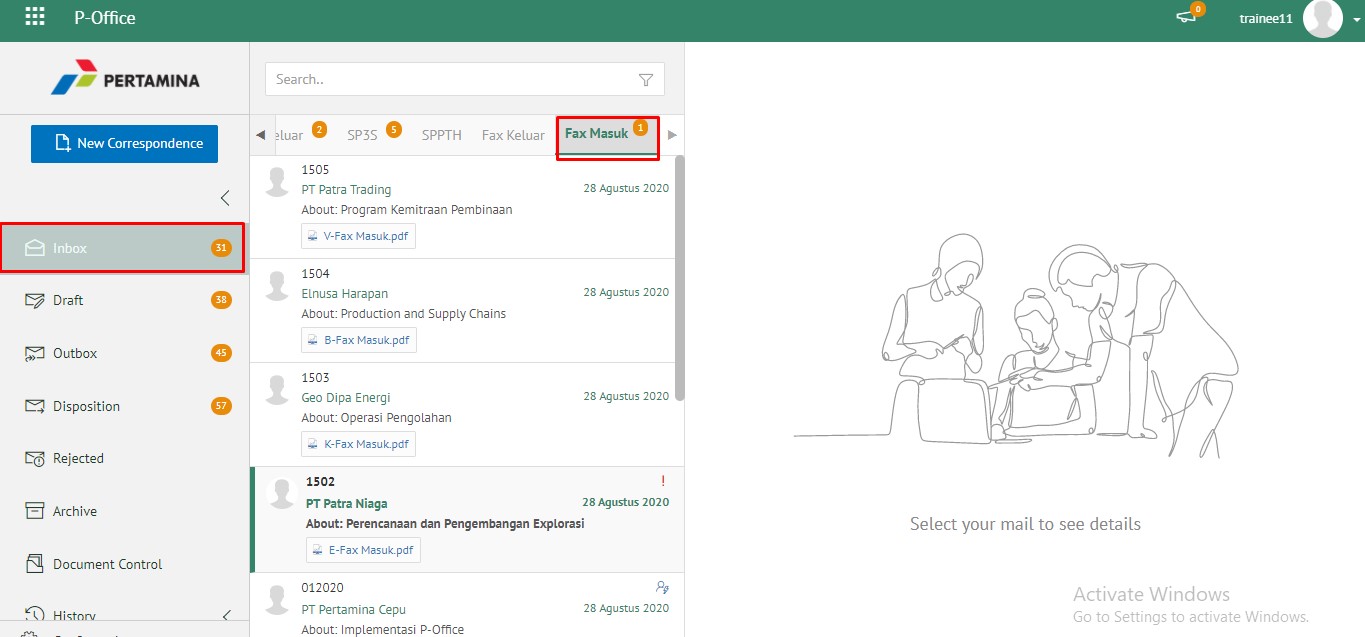 P-Office
0
trainee11
PERTAMINA
New Correspondence
Inbox 31
Draft 38
Outbox 45
Disposition 57
Rejected
Archive
Document Control
History
Search..
eluar 2 SP3S 5 SPPTH Fax Keluar Fax Masuk 1
1505
PT Patra Trading 28 Agustus 2020
About: Program Kemitraan Pembinaan
V-Fax Masuk.pdf
1504
Elnusa Harapan 28 Agustus 2020
About: Production and Supply Chains
B-Fax Masuk.pdf
1503
Geo Dipa Energi 28 Agustus 2020
About: Operasi Pengolahan
K-Fax Masuk.pdf
1502 !
PT Patra Niaga 28 Agustus 2020
About: Perencanaan dan Pengembangan Explorasi
E-Fax Masuk.pdf
012020
PT Pertamina Cepu 28 Agustus 2020
About: Implementasi P-Office
Select your mail to see details
Activate Windows
Go to Settings to activate Windows.